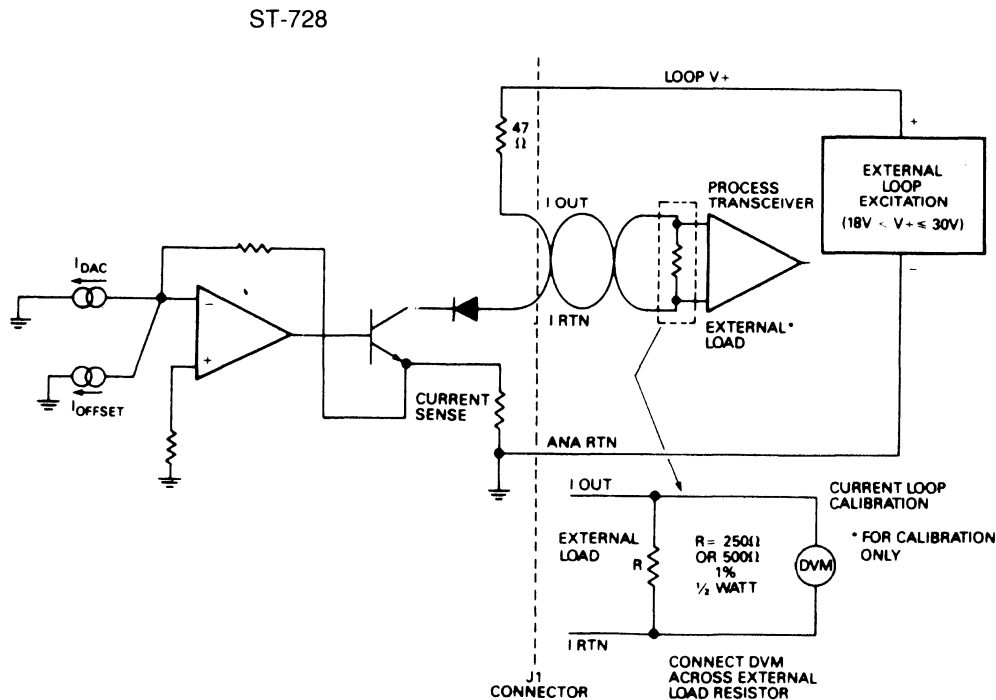 ST-728
LOOP V+
47
Ω
+
EXTERNAL
LOOP
EXCITATION
(18V < V+ ≤ 30V)
−
PROCESS
TRANSCEIVER
I OUT
I RTN
EXTERNAL*
LOAD
IDAC
−
+
IOFFSET
CURRENT
SENSE
ANA RTN
I OUT
CURRENT LOOP
CALIBRATION
EXTERNAL
LOAD
R
R = 250Ω
OR 500Ω
1%
½ WATT
DVM
* FOR CALIBRATION
ONLY
I RTN
CONNECT DVM
ACROSS EXTERNAL
LOAD RESISTOR
J1
CONNECTOR